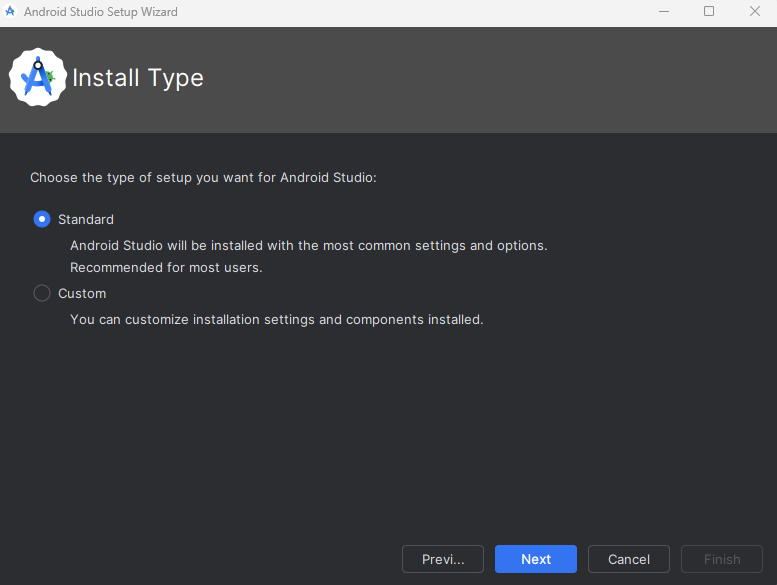 Android Studio Setup Wizard
Install Type
Choose the type of setup you want for Android Studio:
Standard
Android Studio will be installed with the most common settings and options.
Recommended for most users.
Custom
You can customize installation settings and components installed.
Previ... Next Cancel Finish